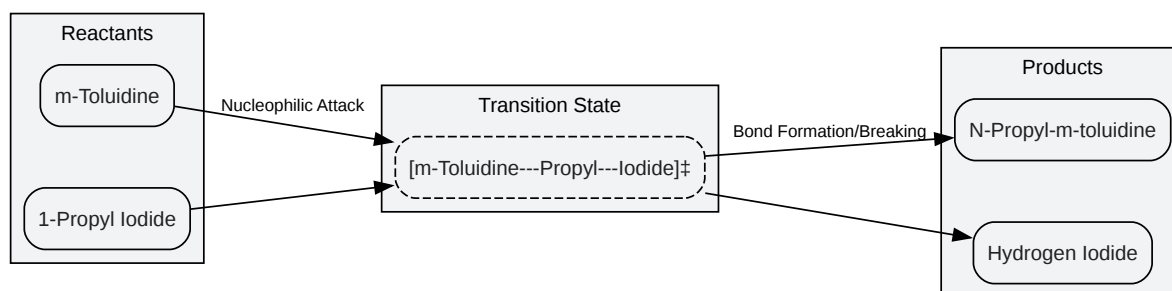 Reactants
m-Toluidine
1-Propyl Iodide
Nucleophilic Attack
Transition State
[m-Toluidine---Propyl---Iodide]‡
Bond Formation/Breaking
Products
N-Propyl-m-toluidine
Hydrogen Iodide